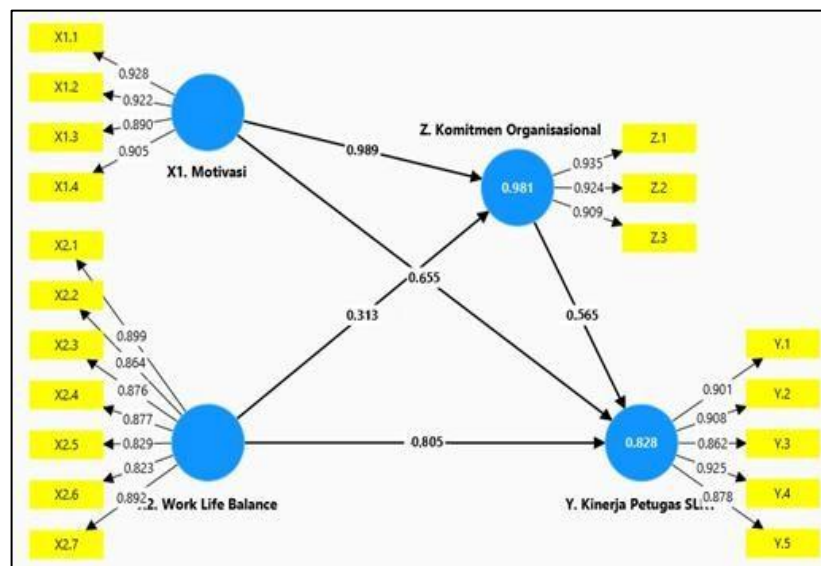 X1.1
X1.2
X1.3
X1.4
0.928
0.922
0.890
0.905
X1. Motivasi
0.989
Z. Komitmen Organisasional
0.981
Z.1
Z.2
Z.3
0.935
0.924
0.909
X2.1
X2.2
X2.3
X2.4
X2.5
X2.6
X2.7
0.899
0.864
0.876
0.877
0.829
0.823
0.892
Work Life Balance
0.655
0.313
0.565
0.805
0.828
Y. Kinerja Petugas
Y.1
Y.2
Y.3
Y.4
Y.5
0.901
0.908
0.862
0.925
0.878